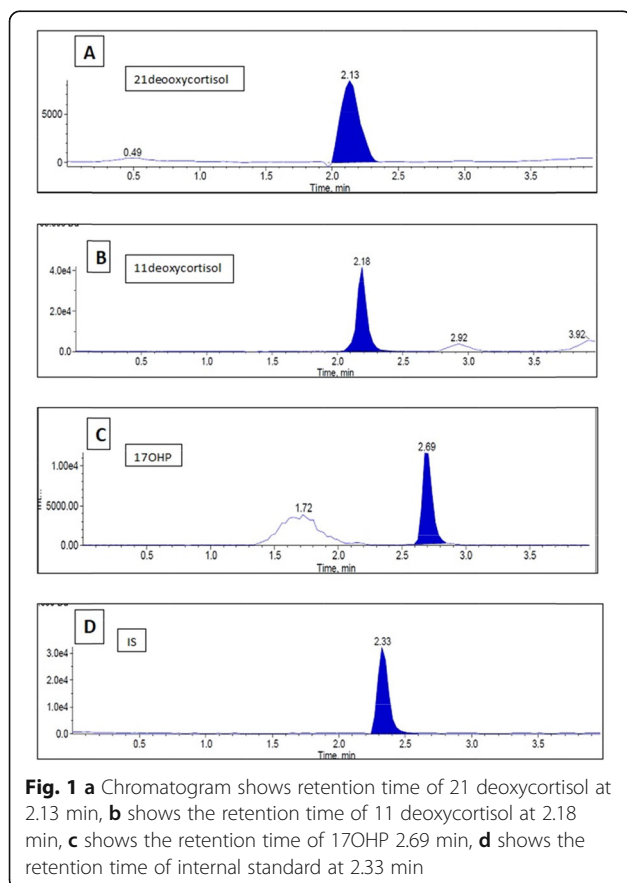 A
21deooxycortisol
2.13
5000
0.49
0
0.5 1.0 1.5 2.0 2.5 3.0 3.5
Time, min
B
11deoxycortisol
2.18
4.0e4
2.0e4
2.92
3.92
0.0
0.5 1.0 1.5 2.0 2.5 3.0 3.5
Time, min
C
17OHP
2.69
1.00e4
1.72
5000.00
0.00
0.5 1.0 1.5 2.0 2.5 3.0 3.5
Time, min
D
IS
2.33
3.0e4
2.0e4
1.0e4
0.0
0.5 1.0 1.5 2.0 2.5 3.0 3.5
Time, min
Fig. 1 a Chromatogram shows retention time of 21 deoxycortisol at
2.13 min, b shows the retention time of 11 deoxycortisol at 2.18
min, c shows the retention time of 17OHP 2.69 min, d shows the
retention time of internal standard at 2.33 min